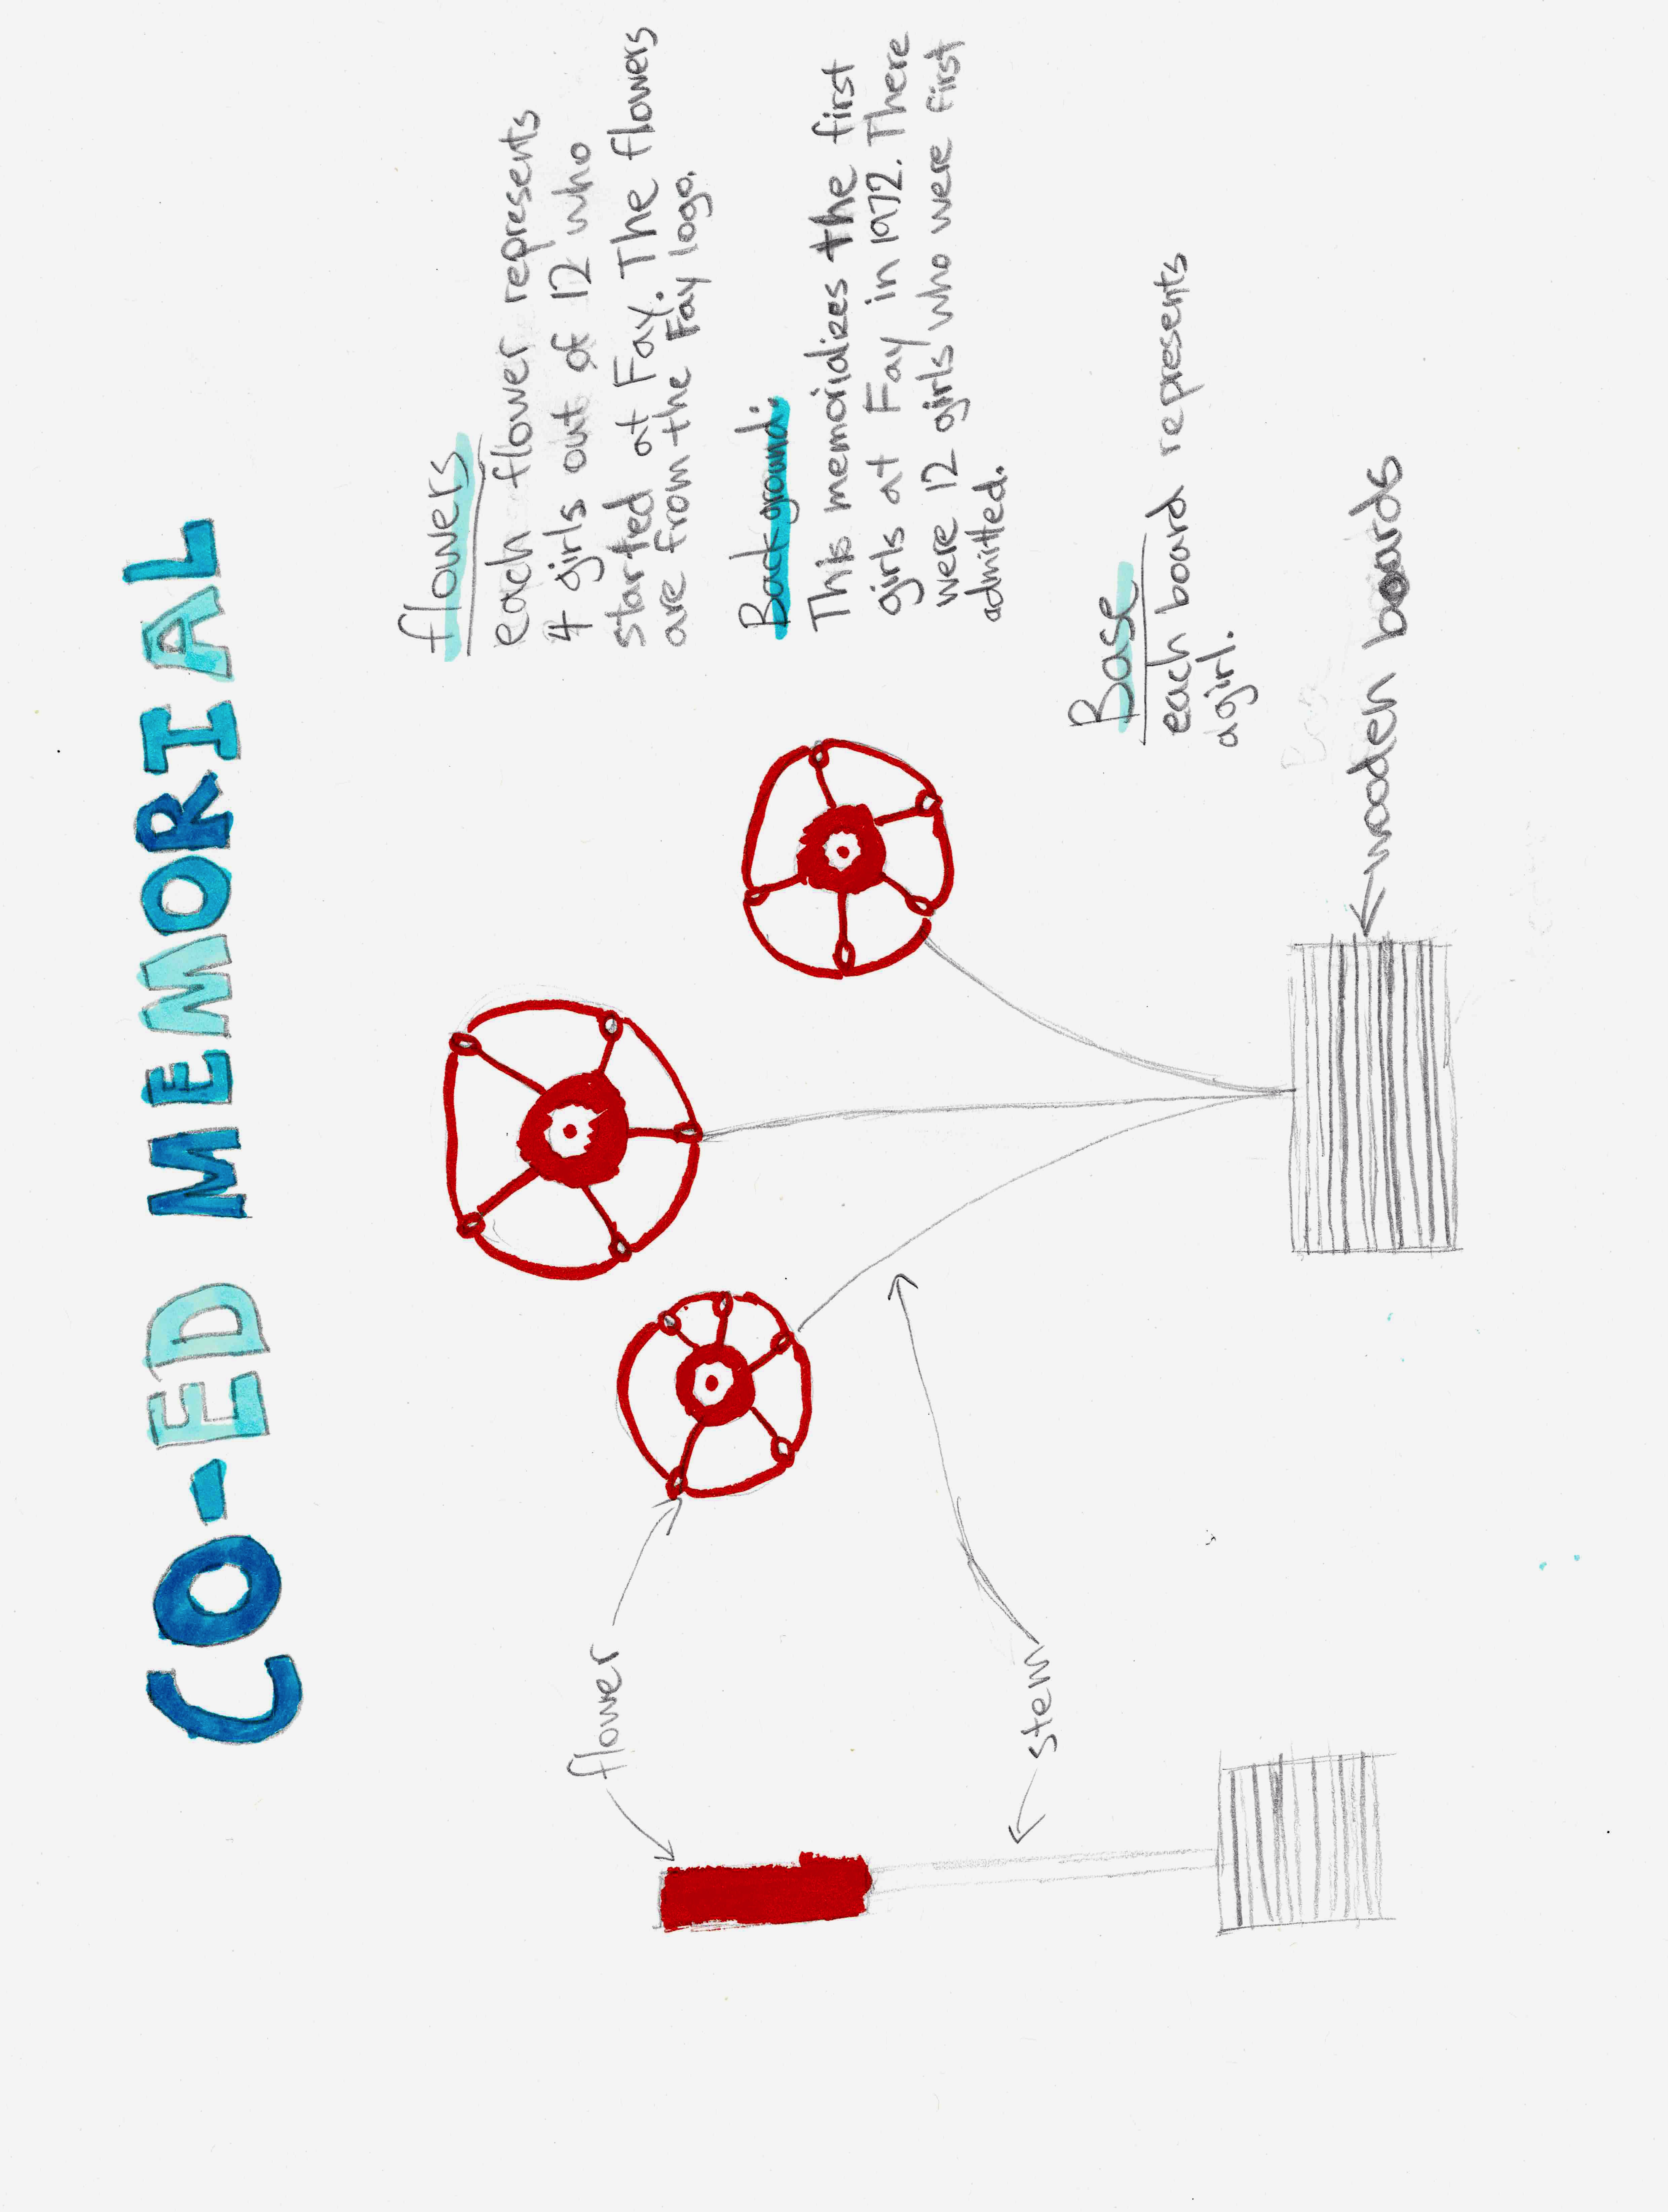 CO-ED MEMORIAL
flower
stem
flowers
each flower represents
4 girls out of 12 who
started at Fay. The flowers
are from the Fay logo.
Background:
This memorializes the first
girls at Fay in 1972. There
were 12 girls who were first
admitted.
Base
each board represents
a girl.
Base
wooden boards